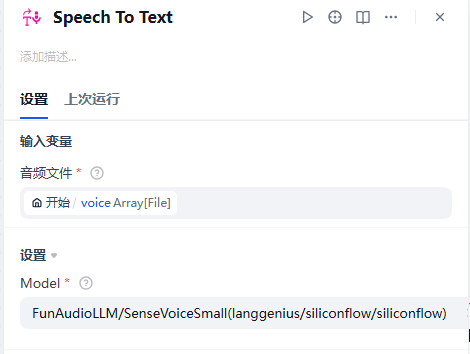 Speech To Text
添加描述...
设置 上次运行
输入变量
音频文件 *
开始 / voice Array[File]
设置
Model *
FunAudioLLM/SenseVoiceSmall(langgenius/siliconflow/siliconflow)